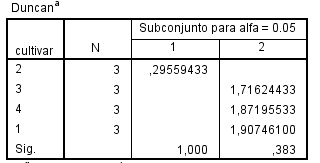 Duncanᵃ
cultivar N Subconjunto para alfa = 0.05
1 2
2 3 ,29559433
3 3 1,71624433
4 3 1,87195533
1 3 1,90746100
Sig. 1,000 ,383